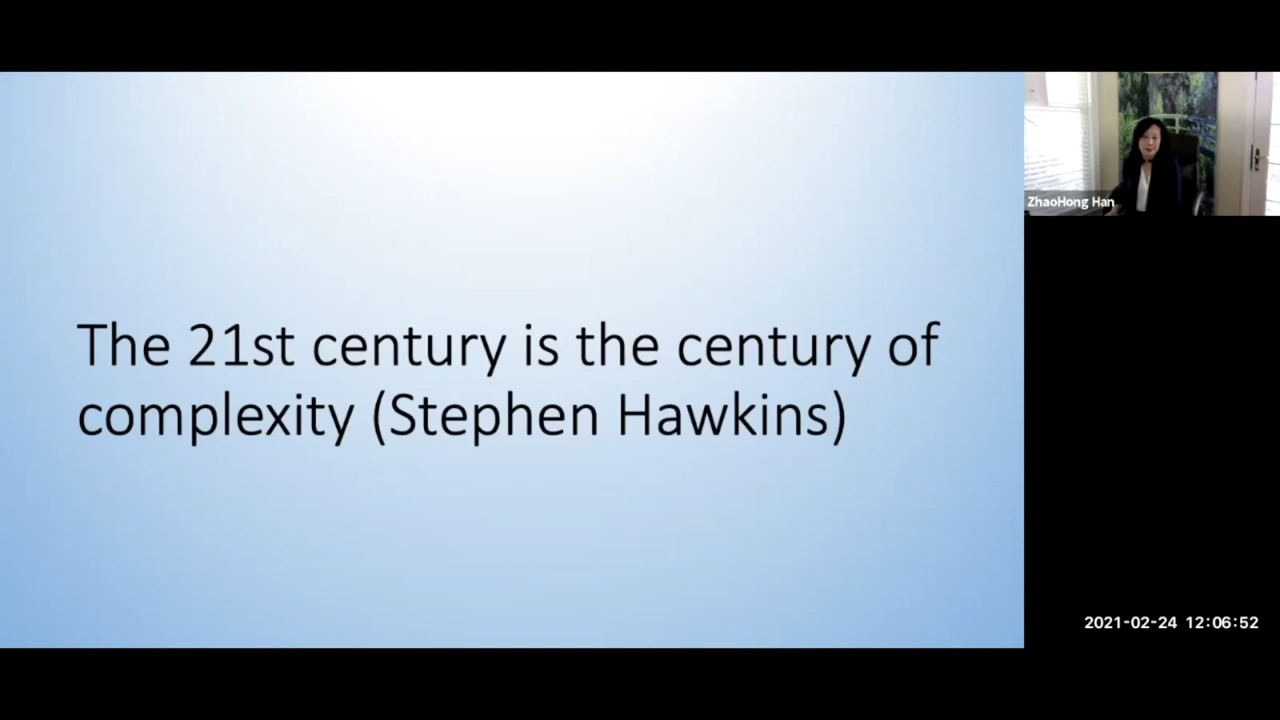 The 21st century is the century of
complexity (Stephen Hawkins)
ZhaoHong Han
2021-02-24 12:06:52